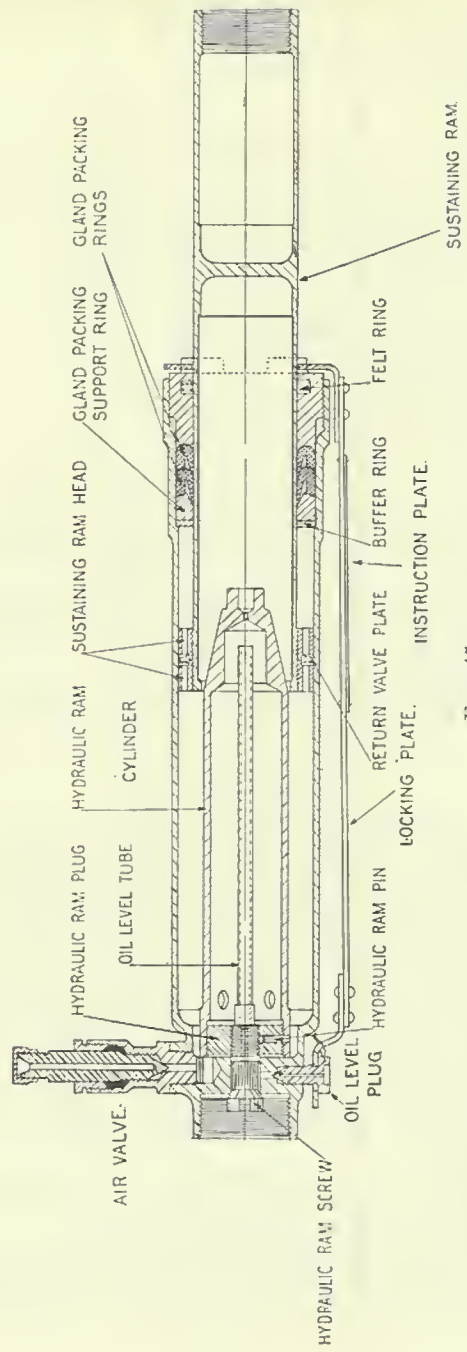 AIR VALVE.
HYDRAULIC RAM PLUG
OIL LEVEL TUBE
HYDRAULIC RAM
CYLINDER
SUSTAINING RAM HEAD
GLAND PACKING
SUPPORT RING
GLAND PACKING
RINGS
HYDRAULIC RAM SCREW
OIL LEVEL
PLUG
HYDRAULIC RAM PIN
LOCKING PLATE.
RETURN VALVE PLATE
INSTRUCTION PLATE.
BUFFER RING
FELT RING
SUSTAINING RAM.